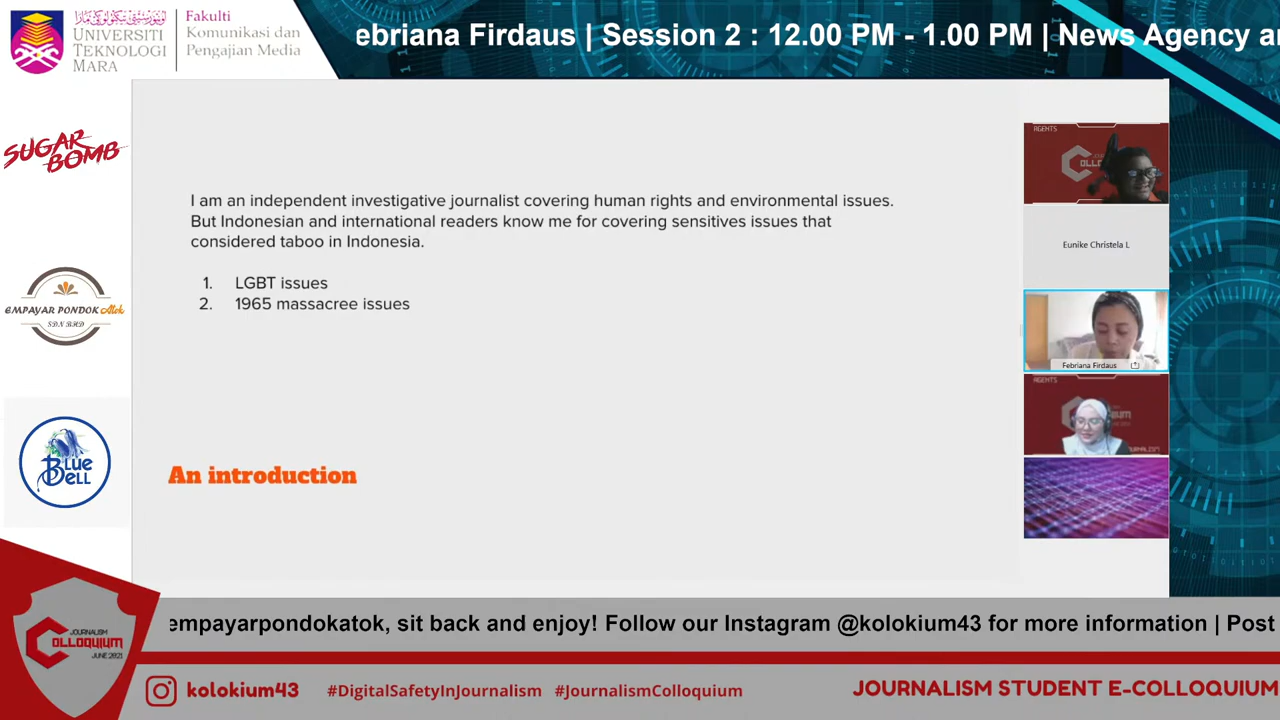 UNIVERSITI
TEKNOLOGI
MARA
Fakulti
Komunikasi dan
Pengajian Media
ebriana Firdaus | Session 2 : 12.00 PM - 1.00 PM | News Agency a
SUGAR
BOMB
EMPAYAR PONDOK Atok
SDN BHD
BLUE
BELL
I am an independent investigative journalist covering human rights and environmental issues.
But Indonesian and international readers know me for covering sensitives issues that
considered taboo in Indonesia.
1. LGBT issues
2. 1965 massacree issues
An introduction
AGENTS
Eunike Christela L
Febriana Firdaus
AGENTS
JOURNALISM
COLLOQUIUM
JUNE 2021
empayarpondokatok, sit back and enjoy! Follow our Instagram @kolokium43 for more information | Post
kolokium43 #DigitalSafetyInJournalism #JournalismColloquium
JOURNALISM STUDENT E-COLLOQUIUM